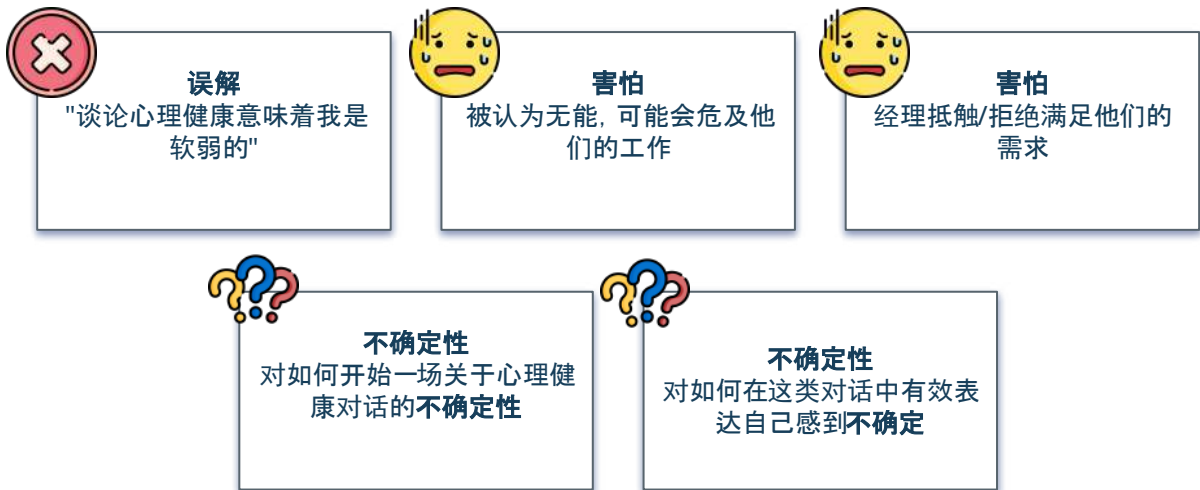 误解
"谈论心理健康意味着我是
软弱的"
害怕
被认为无能, 可能会危及他
们的工作
害怕
经理抵触/拒绝满足他们的
需求
不确定性
对如何开始一场关于心理健
康对话的不确定性
不确定性
对如何在这类对话中有效表
达自己感到不确定